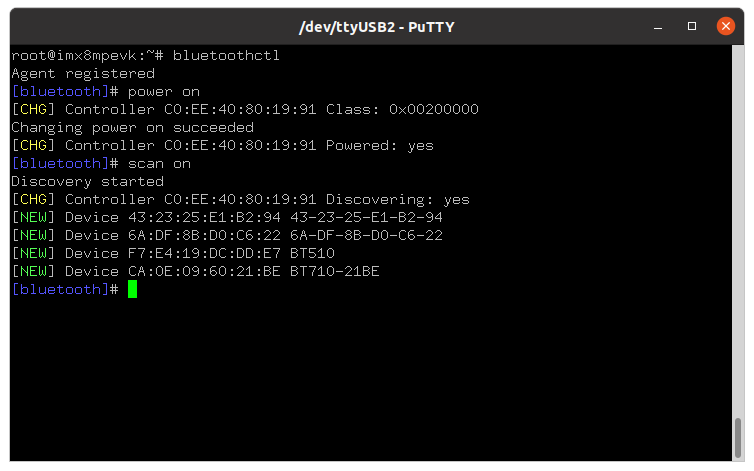 /dev/ttyUSB2 - PuTTY
root@imx8mpevk:~# bluetoothctl
Agent registered
[bluetooth]# power on
[CHG] Controller C0:EE:40:80:19:91 Class: 0x00200000
Changing power on succeeded
[CHG] Controller C0:EE:40:80:19:91 Powered: yes
[bluetooth]# scan on
Discovery started
[CHG] Controller C0:EE:40:80:19:91 Discovering: yes
[NEW] Device 43:23:25:E1:B2:94 43-23-25-E1-B2-94
[NEW] Device 6A:DF:8B:D0:C6:22 6A-DF-8B-D0-C6-22
[NEW] Device F7:E4:19:DC:DD:E7 BT510
[NEW] Device CA:0E:09:60:21:BE BT710-21BE
[bluetooth]#